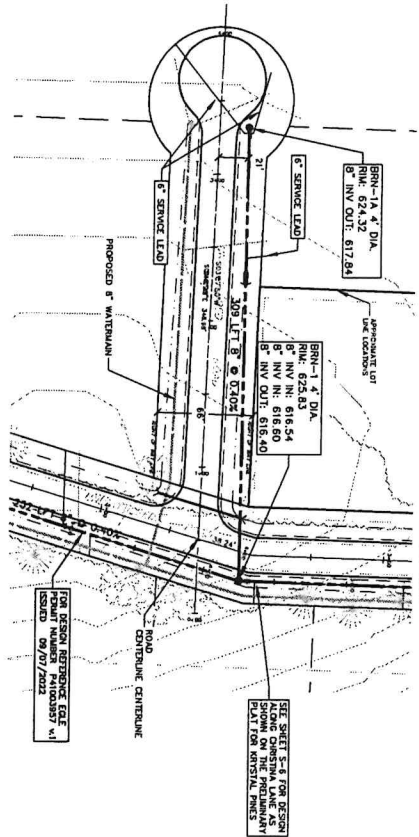 BRN-1A 4' DIA.
RIM: 624.32
8" INV OUT: 617.84
6" SERVICE LEAD
21'
APPROXIMATE LOT
LINE LOCATIONS
BRN-1 4' DIA.
RIM: 625.83
8" INV IN: 616.54
8" INV IN: 616.60
8" INV OUT: 616.40
309 LFT 8" @ 0.40%
66'
6" SERVICE LEAD
PROPOSED 8" WATERMAIN
@ 0.40%
ROAD
CENTERLINE CENTERLINE
SEE SHEET S-6 FOR DESIGN
ALONG CHRISTINA LANE AS
SHOWN ON THE PRELIMINARY
PLAT FOR KRYSTAL PINES
FOR DESIGN REFERENCE EGLE
PERMIT NUMBER P41003957 v.1
ISSUED 09/07/2022